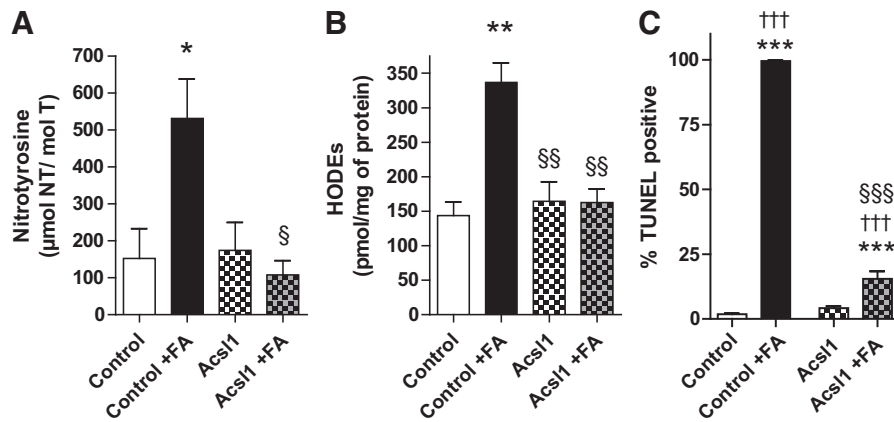 A
Nitrotyrosine
(µmol NT/ mol T)
700
600
500
400
300
200
100
0
*
§
Control
Control +FA
Acsl1
Acsl1 +FA
B
HODEs
(pmol/mg of protein)
350
300
250
200
150
100
50
0
**
§§
§§
Control
Control +FA
Acsl1
Acsl1 +FA
C
% TUNEL positive
100
75
50
25
0
†††
***
§§§
†††
***
Control
Control +FA
Acsl1
Acsl1 +FA